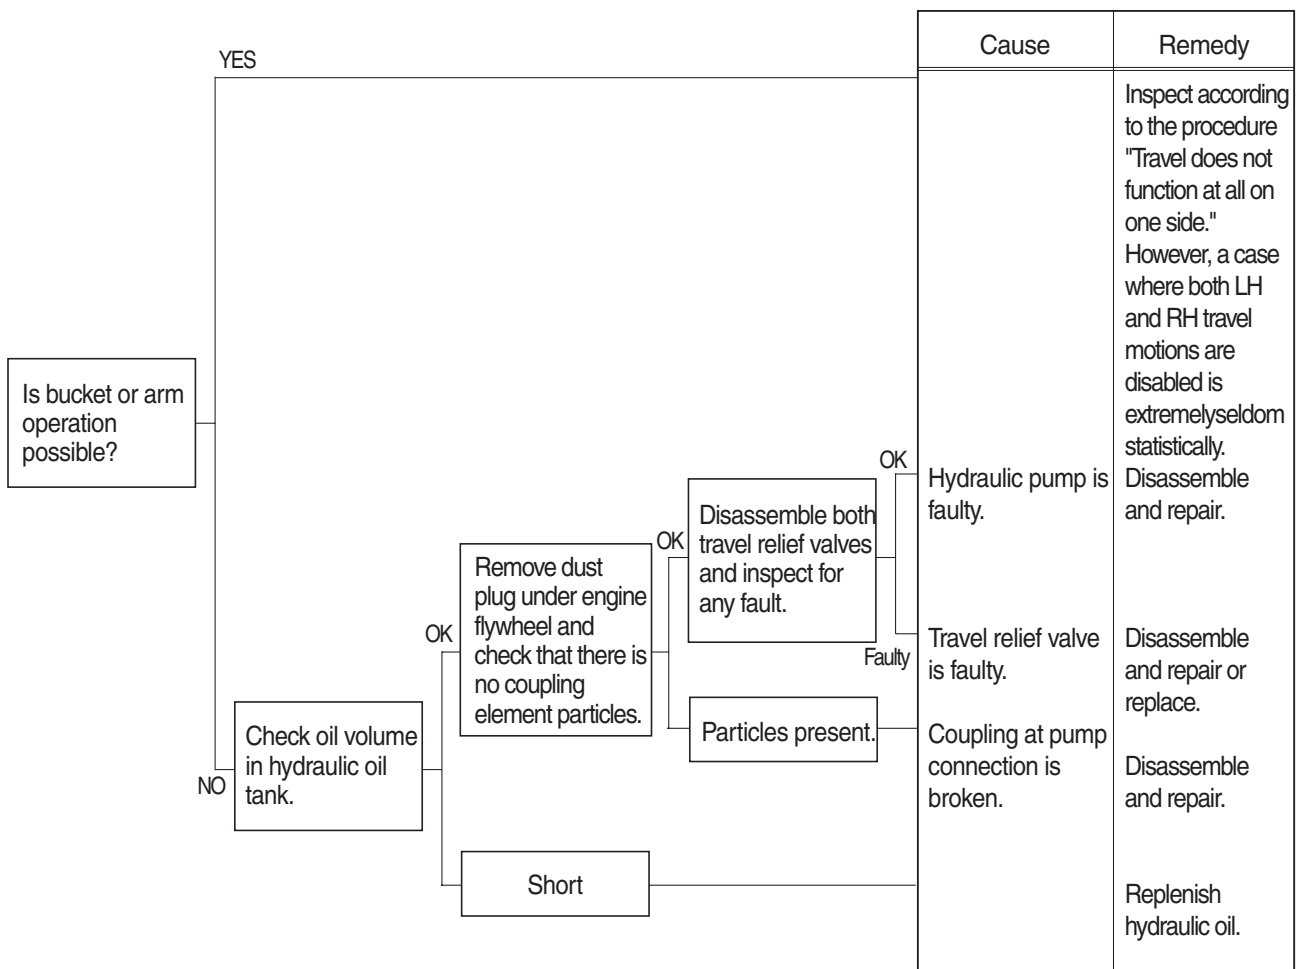 Cause
Remedy
YES
Inspect according
to the procedure
"Travel does not
function at all on
one side."
However, a case
where both LH
and RH travel
motions are
disabled is
extremelyseldom
statistically.
Is bucket or arm
operation
possible?
NO
Check oil volume
in hydraulic oil
tank.
OK
Remove dust
plug under engine
flywheel and
check that there is
no coupling
element particles.
OK
Disassemble both
travel relief valves
and inspect for
any fault.
OK
Hydraulic pump is
faulty.
Disassemble
and repair.
Faulty
Travel relief valve
is faulty.
Disassemble
and repair or
replace.
Particles present.
Coupling at pump
connection is
broken.
Disassemble
and repair.
Short
Replenish
hydraulic oil.